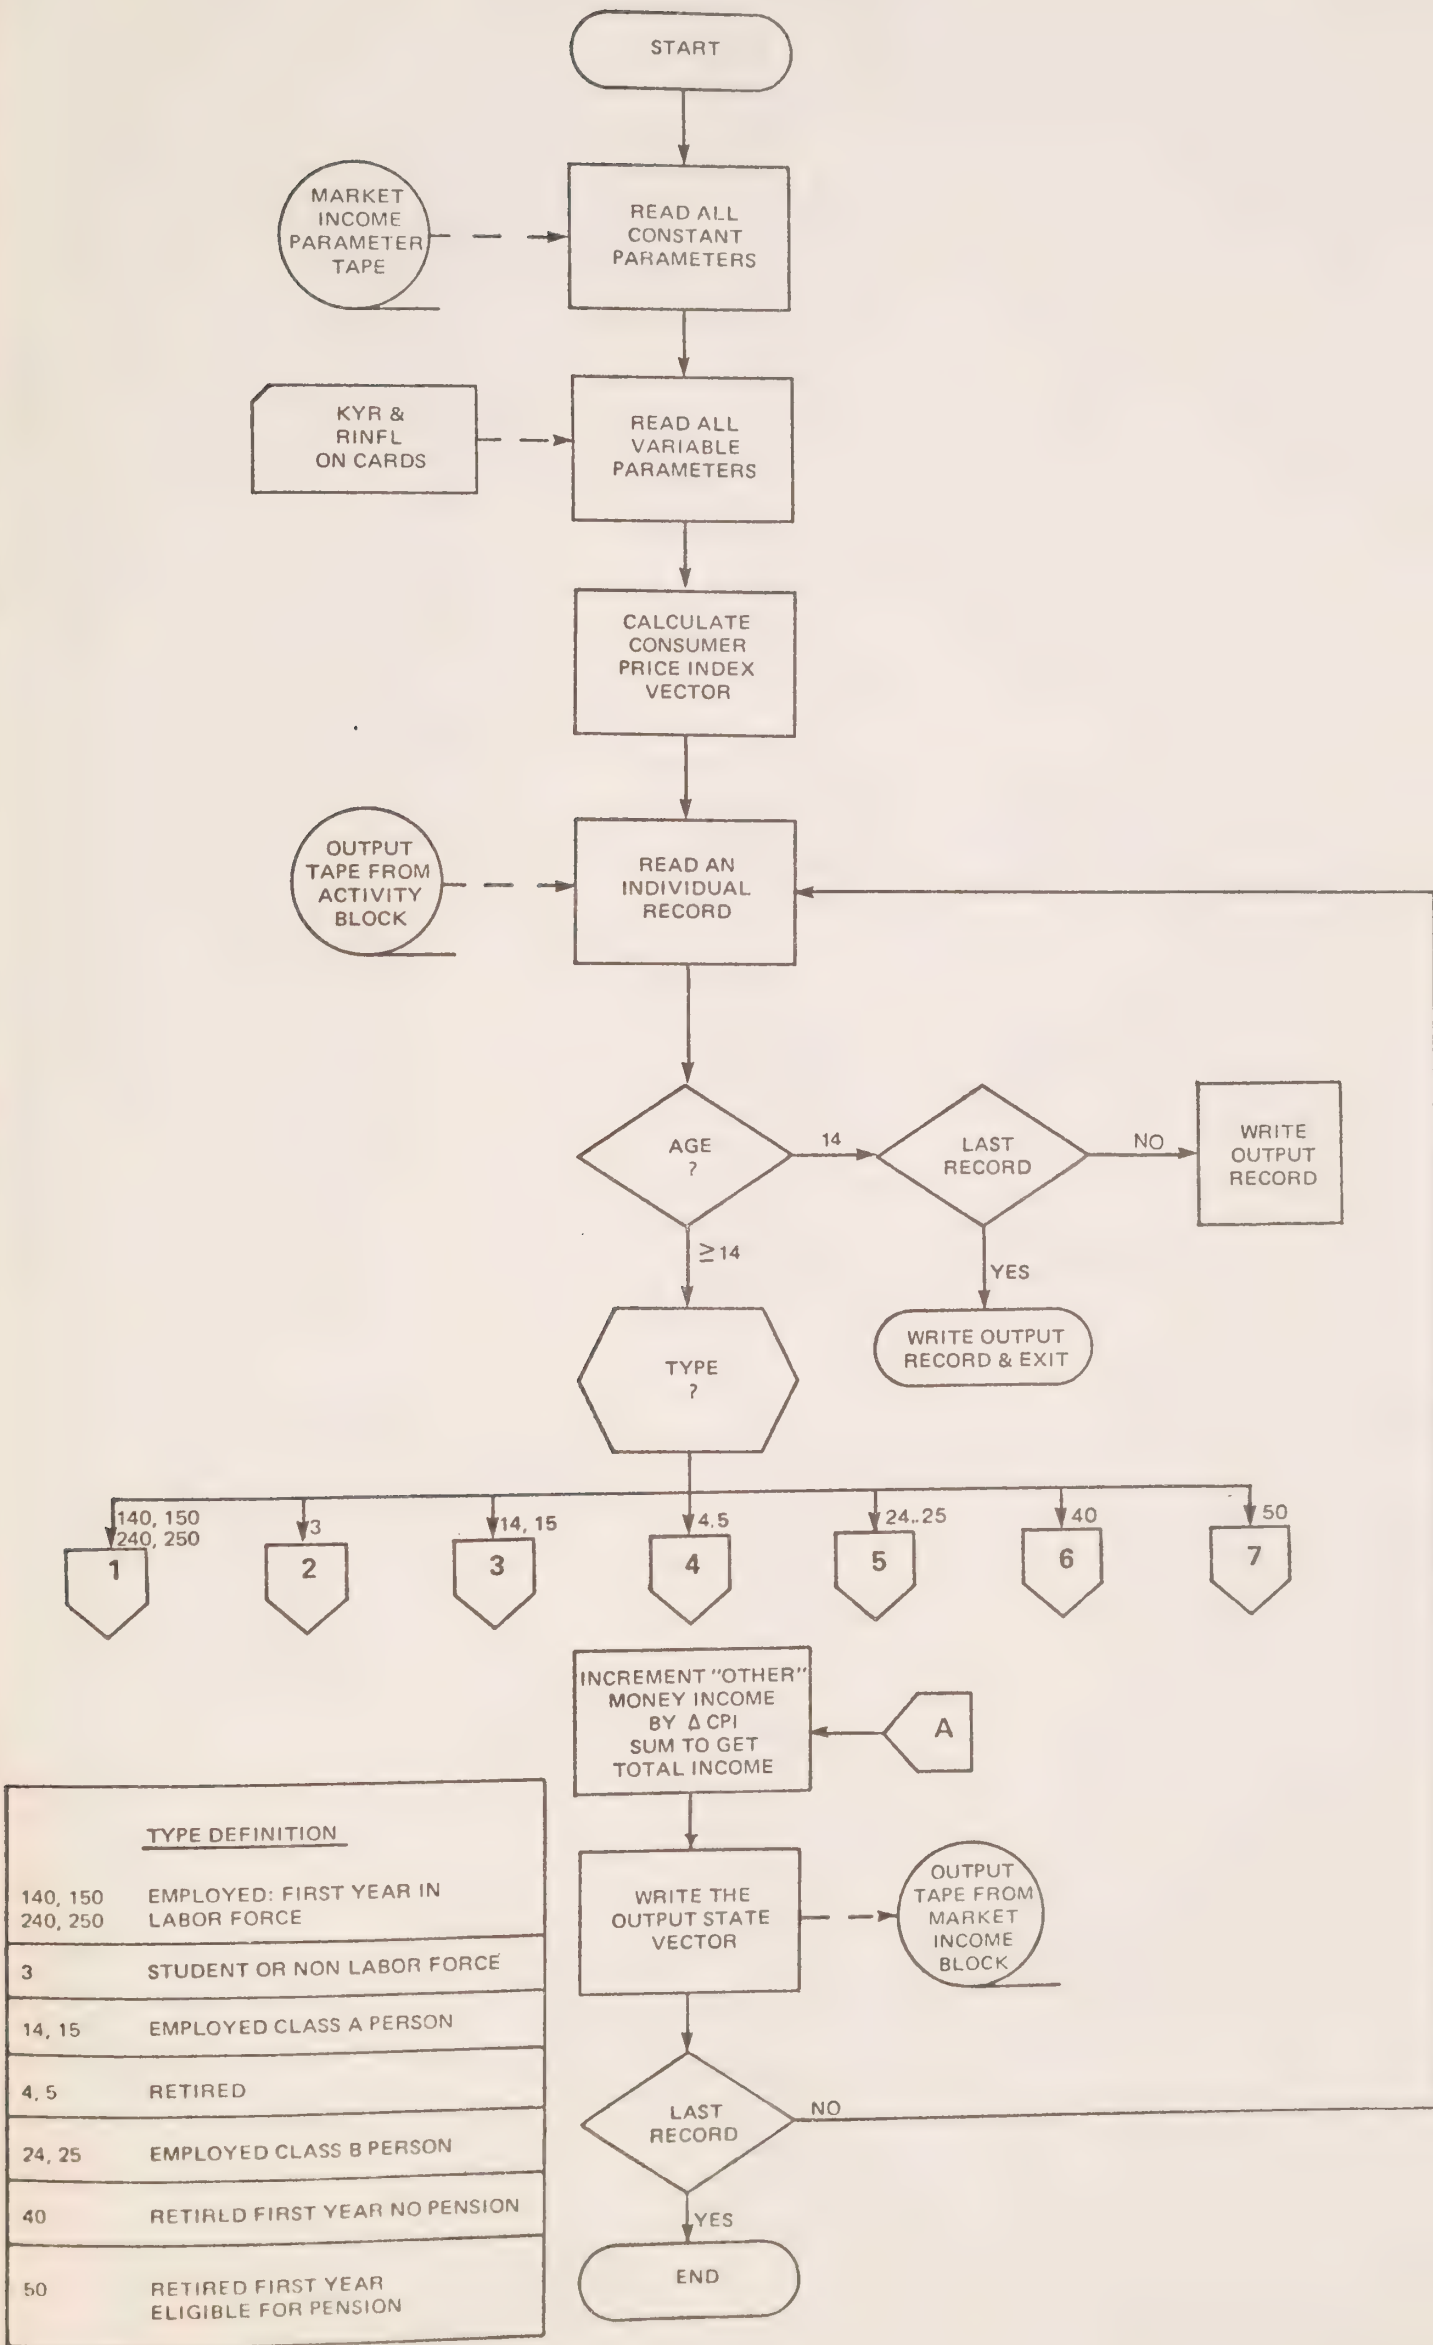 START
MARKET
INCOME
PARAMETER
TAPE
READ ALL
CONSTANT
PARAMETERS
KYR &
RINFL
ON CARDS
READ ALL
VARIABLE
PARAMETERS
CALCULATE
CONSUMER
PRICE INDEX
VECTOR
OUTPUT
TAPE FROM
ACTIVITY
BLOCK
READ AN
INDIVIDUAL
RECORD
AGE
?
14
LAST
RECORD
NO
WRITE
OUTPUT
RECORD
≥14
YES
WRITE OUTPUT
RECORD & EXIT
TYPE
?
140, 150
240, 250
3
14, 15
4,5
24,.25
40
50
1
2
3
4
5
6
7
INCREMENT "OTHER"
MONEY INCOME
BY Δ CPI
SUM TO GET
TOTAL INCOME
A
WRITE THE
OUTPUT STATE
VECTOR
OUTPUT
TAPE FROM
MARKET
INCOME
BLOCK
LAST
RECORD
NO
YES
END
TYPE DEFINITION
140, 150 EMPLOYED: FIRST YEAR IN
240, 250 LABOR FORCE
3 STUDENT OR NON LABOR FORCE
14, 15 EMPLOYED CLASS A PERSON
4, 5 RETIRED
24, 25 EMPLOYED CLASS B PERSON
40 RETIRLD FIRST YEAR NO PENSION
50 RETIRED FIRST YEAR
ELIGIBLE FOR PENSION